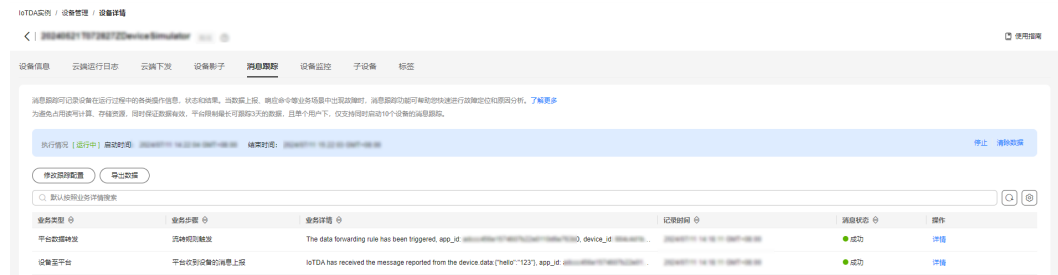 IoTDA实例 / 设备管理 / 设备详情
20240521T072827ZDeviceSimulator
使用指南
设备信息 云端运行日志 云端下发 设备影子 消息跟踪 设备监控 子设备 标签
消息跟踪可记录设备在运行过程中的各类操作信息、状态和结果。当数据上报、响应命令等业务场景中出现故障时，消息跟踪功能可帮助您快速进行故障定位和原因分析。了解更多
为避免占用读写计算、存储资源，同时保证数据有效，平台限制最长可跟踪3天的数据，且单个用户下，仅支持同时启动10个设备的消息跟踪。
执行情况 [ 运行中 ] 启动时间: 结束时间: 停止 清除数据
修改跟踪配置 导出数据
默认按照业务详情搜索
业务类型 业务步骤 业务详情 记录时间 消息状态 操作
平台数据转发 流转规则触发 The data forwarding rule has been triggered, app_id: device_id: ... 成功 详情
设备至平台 平台收到设备的消息上报 IoTDA has received the message reported from the device.data:{"hello":"123"}, app_id: 成功 详情